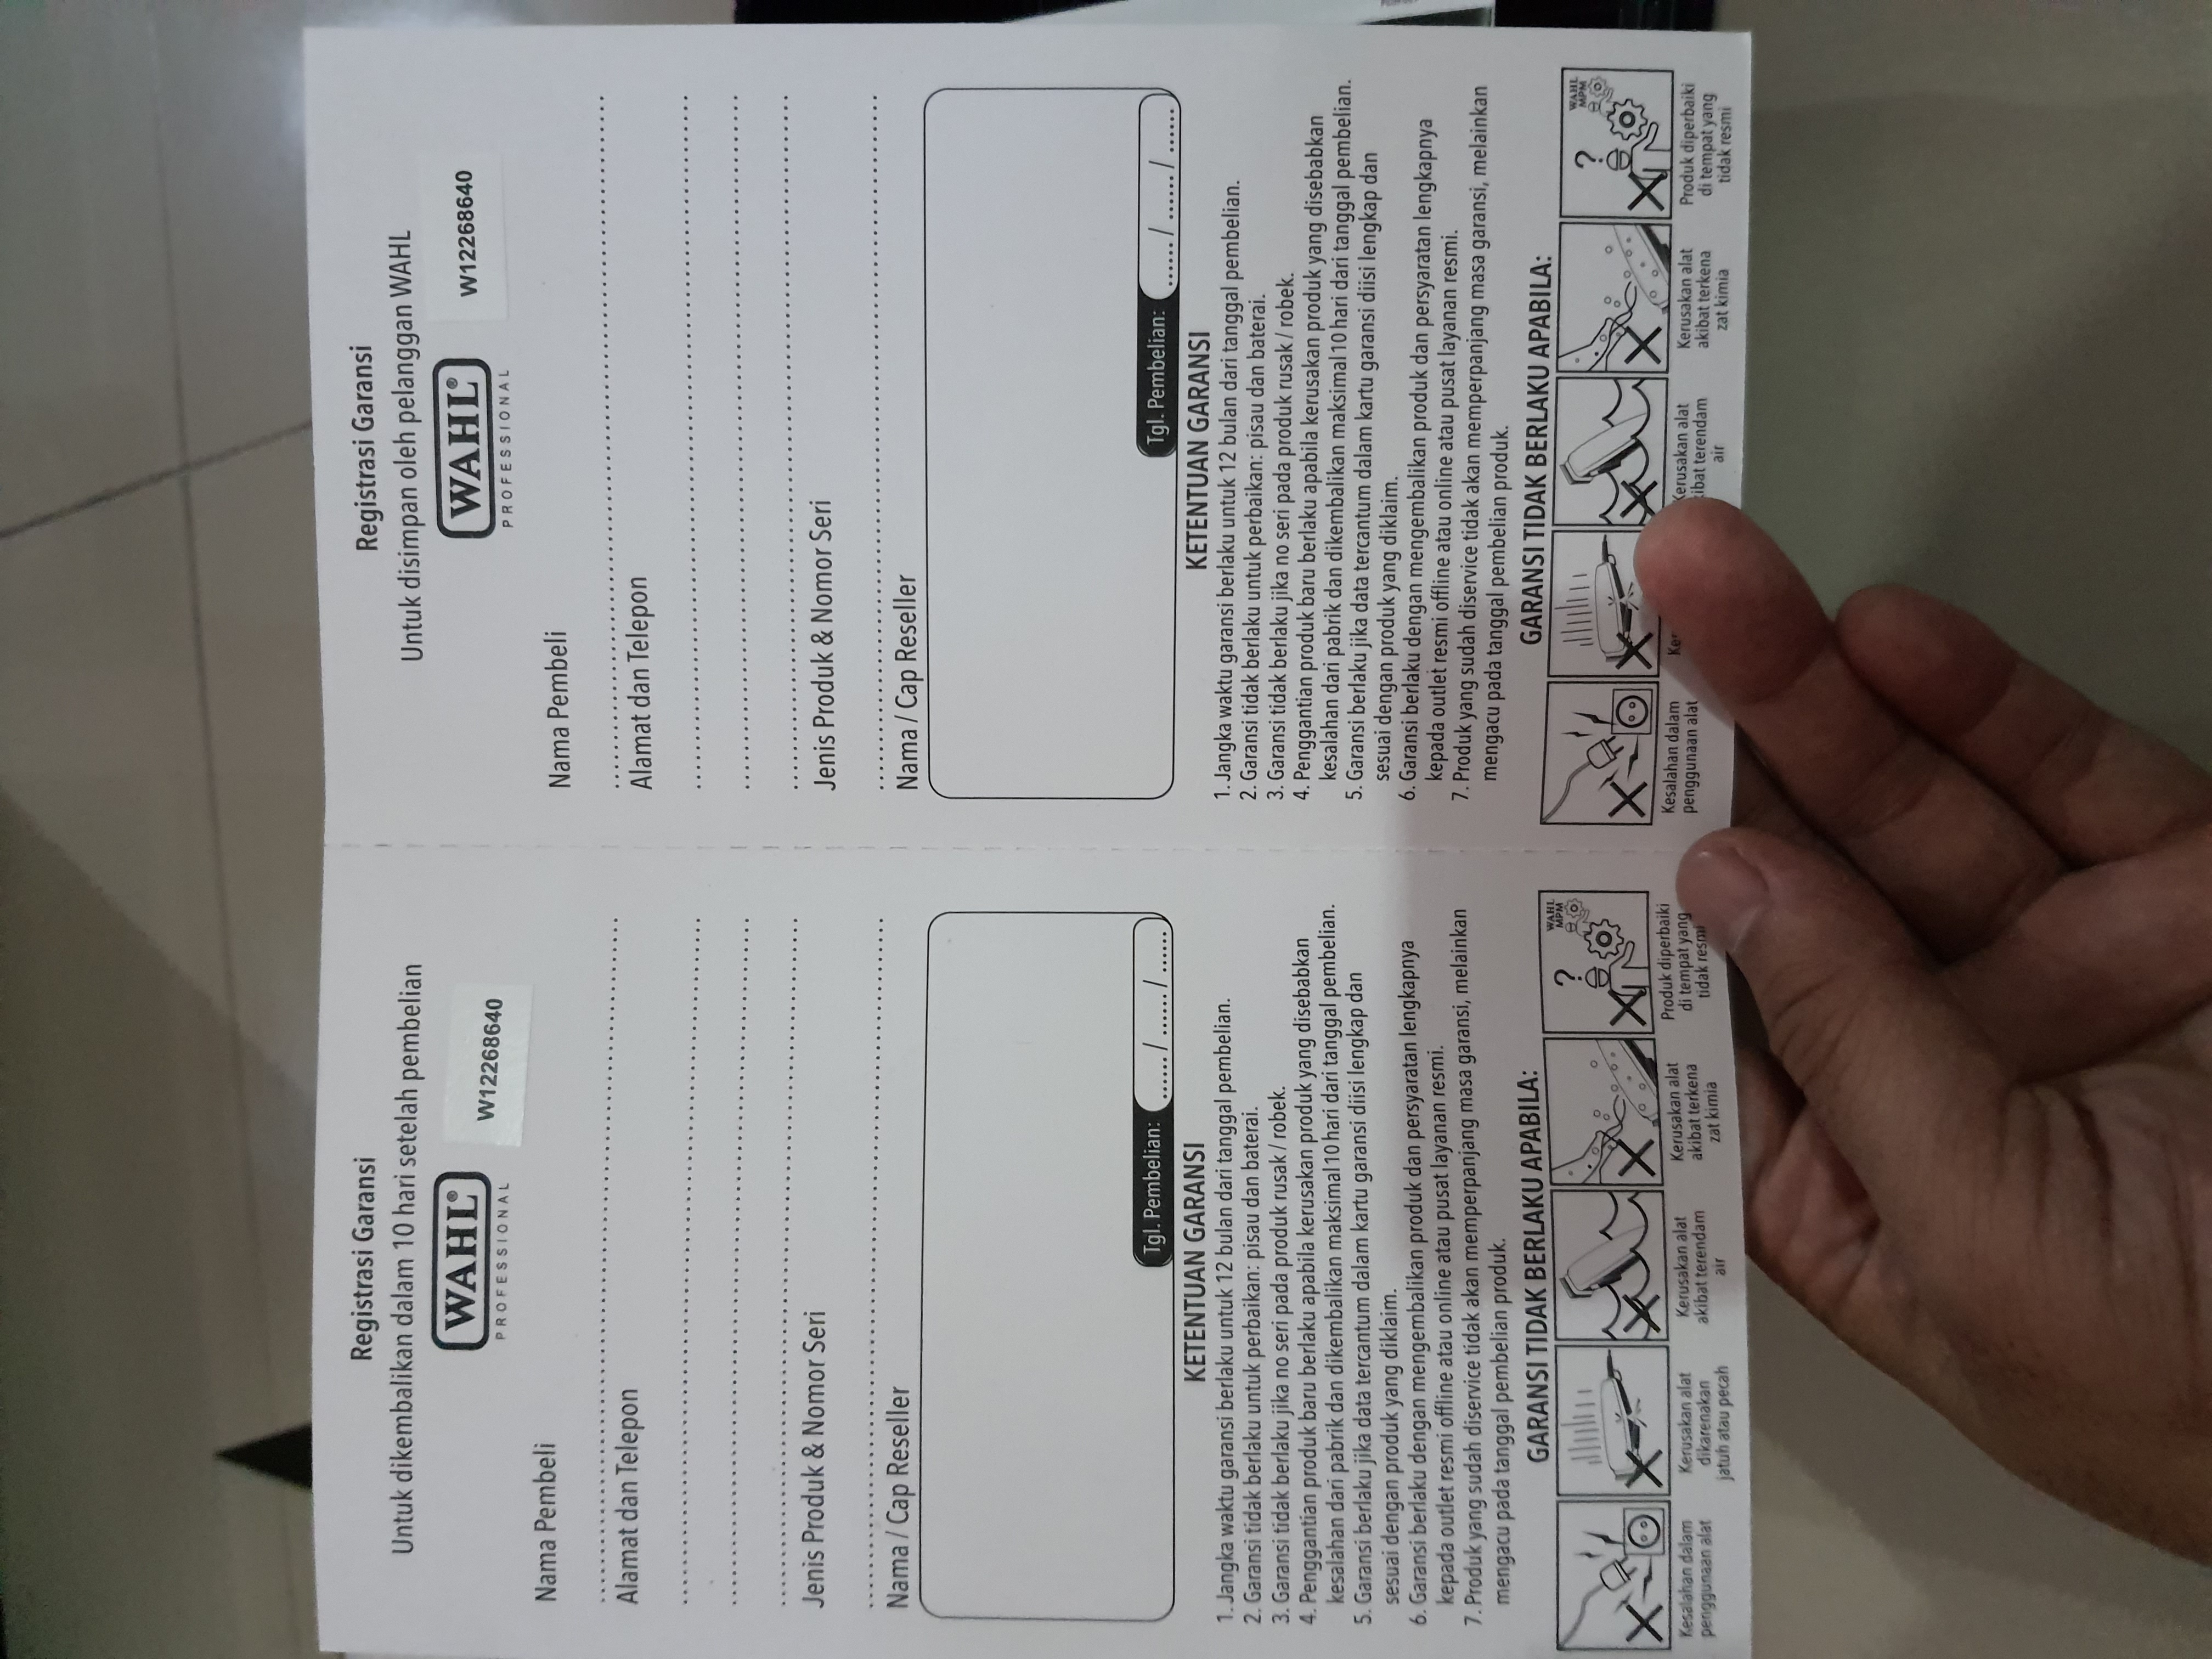 Registrasi Garansi
Untuk dikembalikan dalam 10 hari setelah pembelian
WAHL®
PROFESSIONAL
W12268640
Nama Pembeli
Alamat dan Telepon
Jenis Produk & Nomor Seri
Nama / Cap Reseller
Tgl. Pembelian: ...... / ...... / ......
KETENTUAN GARANSI
1. Jangka waktu garansi berlaku untuk 12 bulan dari tanggal pembelian.
2. Garansi tidak berlaku untuk perbaikan: pisau dan baterai.
3. Garansi tidak berlaku jika no seri pada produk rusak / robek.
4. Penggantian produk baru berlaku apabila kerusakan produk yang disebabkan
kesalahan dari pabrik dan dikembalikan maksimal 10 hari dari tanggal pembelian.
5. Garansi berlaku jika data tercantum dalam kartu garansi diisi lengkap dan
sesuai dengan produk yang diklaim.
6. Garansi berlaku dengan mengembalikan produk dan persyaratan lengkapnya
kepada outlet resmi offline atau online atau pusat layanan resmi.
7. Produk yang sudah diservice tidak akan memperpanjang masa garansi, melainkan
mengacu pada tanggal pembelian produk.
GARANSI TIDAK BERLAKU APABILA:
?
WAHL
MPM
Kesalahan dalam
penggunaan alat
Kerusakan alat
dikarenakan
jatuh atau pecah
Kerusakan alat
akibat terendam
air
Kerusakan alat
akibat terkena
zat kimia
Produk diperbaiki
di tempat yang
tidak resmi
Registrasi Garansi
Untuk disimpan oleh pelanggan WAHL
WAHL®
PROFESSIONAL
W12268640
Nama Pembeli
Alamat dan Telepon
Jenis Produk & Nomor Seri
Nama / Cap Reseller
Tgl. Pembelian: ...... / ...... / ......
KETENTUAN GARANSI
1. Jangka waktu garansi berlaku untuk 12 bulan dari tanggal pembelian.
2. Garansi tidak berlaku untuk perbaikan: pisau dan baterai.
3. Garansi tidak berlaku jika no seri pada produk rusak / robek.
4. Penggantian produk baru berlaku apabila kerusakan produk yang disebabkan
kesalahan dari pabrik dan dikembalikan maksimal 10 hari dari tanggal pembelian.
5. Garansi berlaku jika data tercantum dalam kartu garansi diisi lengkap dan
sesuai dengan produk yang diklaim.
6. Garansi berlaku dengan mengembalikan produk dan persyaratan lengkapnya
kepada outlet resmi offline atau online atau pusat layanan resmi.
7. Produk yang sudah diservice tidak akan memperpanjang masa garansi, melainkan
mengacu pada tanggal pembelian produk.
GARANSI TIDAK BERLAKU APABILA:
?
WAHL
MPM
Kesalahan dalam
penggunaan alat
Kerusakan alat
akibat terendam
air
Kerusakan alat
akibat terkena
zat kimia
Produk diperbaiki
di tempat yang
tidak resmi